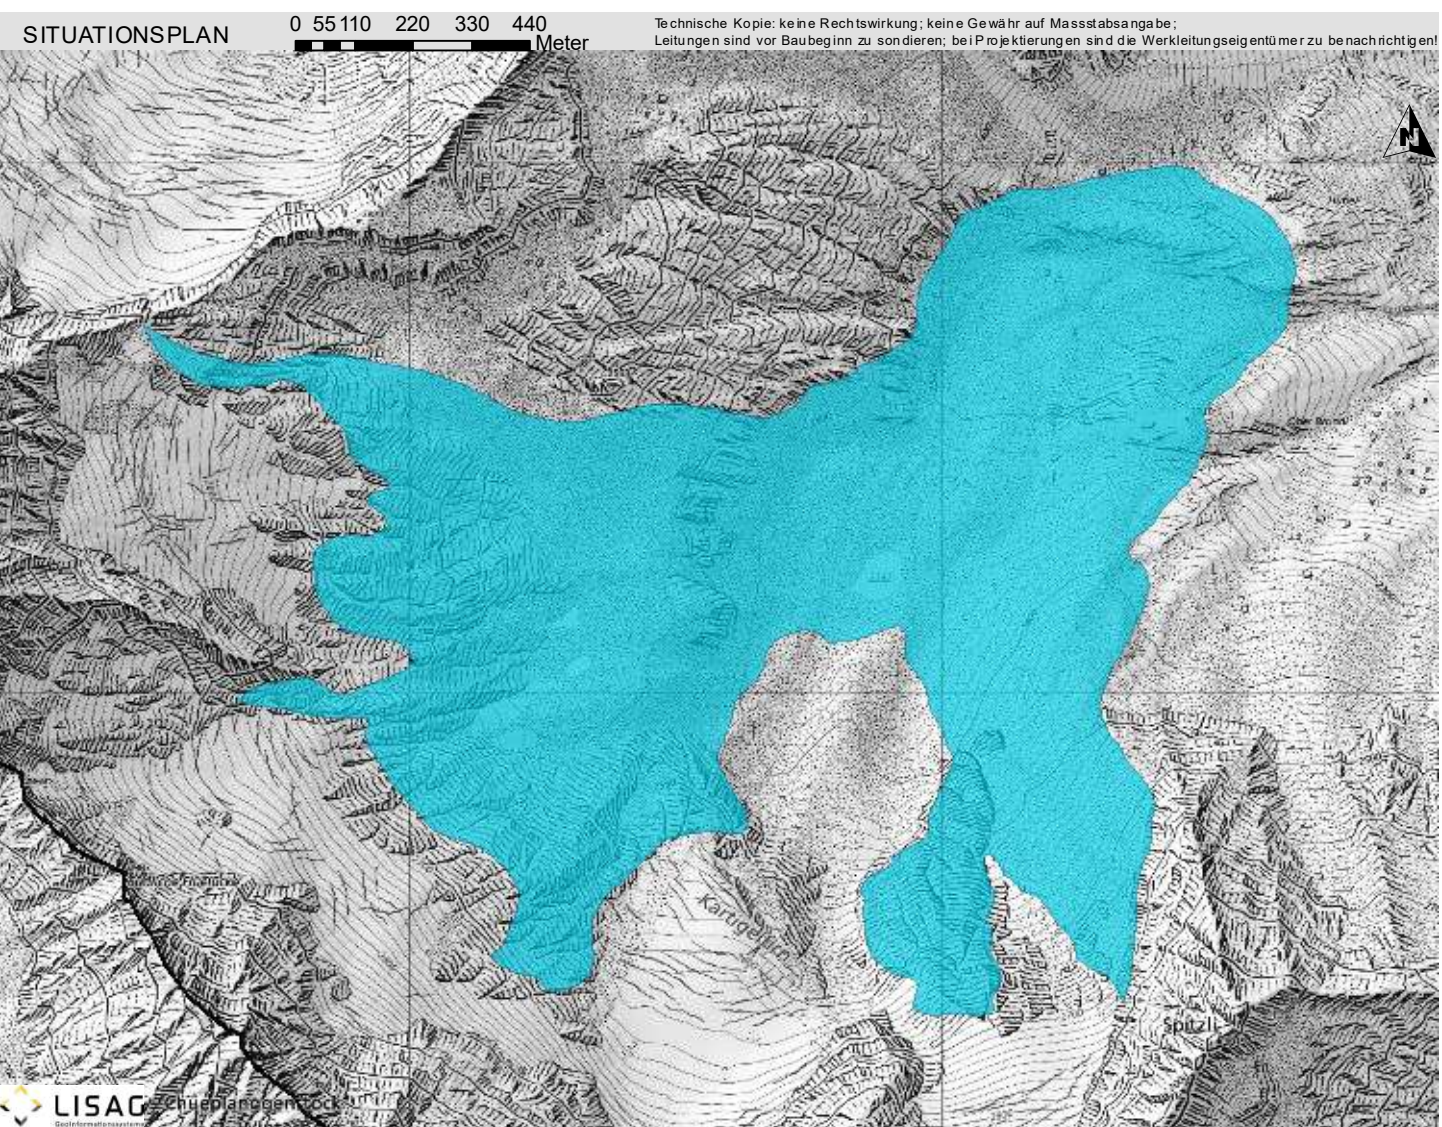 SITUATIONSPLAN
0 55 110 220 330 440
Meter
Technische Kopie: keine Rechtswirkung; keine Gewähr auf Massstabsangabe;
Leitungen sind vor Baubeginn zu sondieren; bei Projektierungen sind die Werkleitungseigentümer zu benachrichtigen!
N
Spitzli
LISAG
Geoinformationssysteme